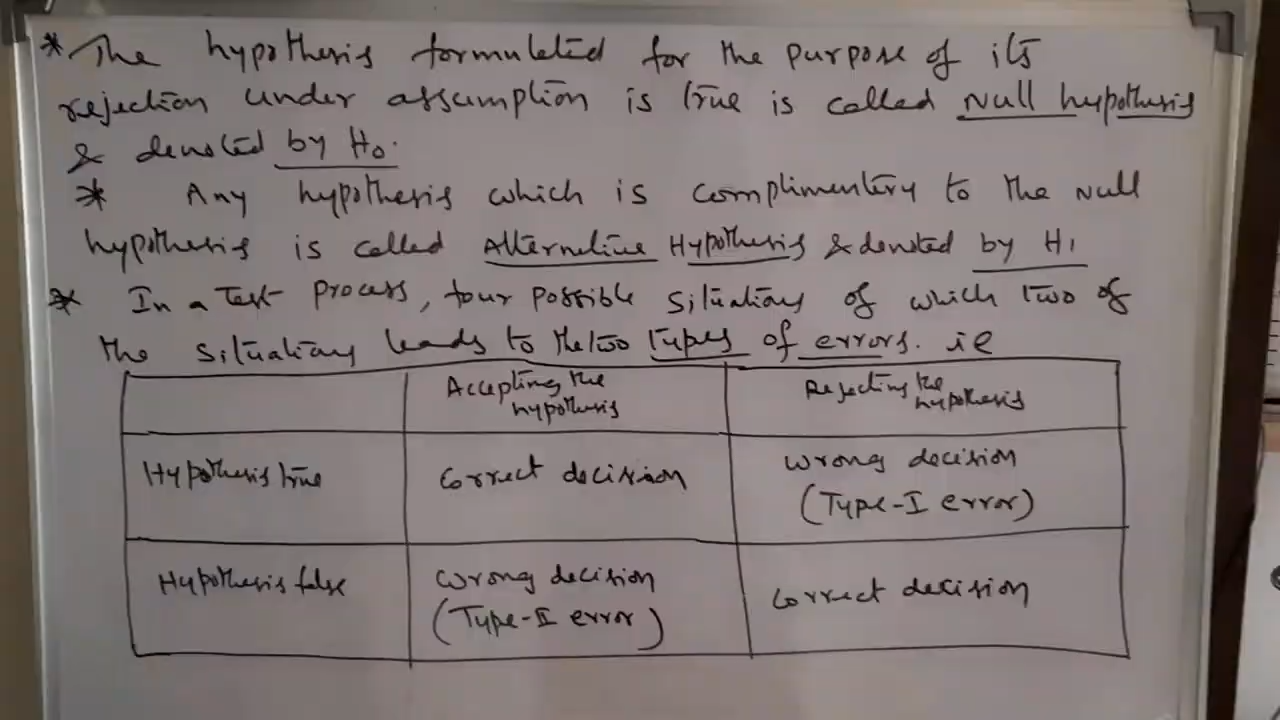 * The hypothesis formulated for the purpose of its
rejection under assumption is true is called Null hypothesis
& denoted by H₀.
* Any hypothesis which is complimentary to the Null
hypothesis is called Alternative Hypothesis & denoted by H₁
* In a Test Process, four possible situations of which two of
the situations leads to the two types of errors. ie
Accepting the hypothesis
Rejecting the hypothesis
Hypothesis true
Correct decision
Wrong decision
(Type-I error)
Hypothesis false
Wrong decision
(Type-II error)
Correct decision